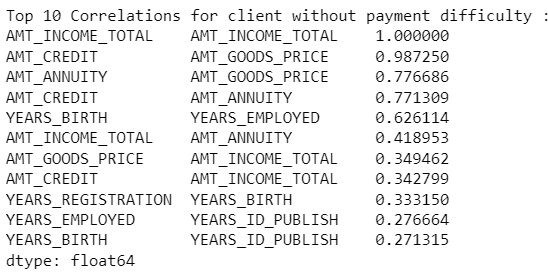 Top 10 Correlations for client without payment difficulty :
AMT_INCOME_TOTAL AMT_INCOME_TOTAL 1.000000
AMT_CREDIT AMT_GOODS_PRICE 0.987250
AMT_ANNUITY AMT_GOODS_PRICE 0.776686
AMT_CREDIT AMT_ANNUITY 0.771309
YEARS_BIRTH YEARS_EMPLOYED 0.626114
AMT_INCOME_TOTAL AMT_ANNUITY 0.418953
AMT_GOODS_PRICE AMT_INCOME_TOTAL 0.349462
AMT_CREDIT AMT_INCOME_TOTAL 0.342799
YEARS_REGISTRATION YEARS_BIRTH 0.333150
YEARS_EMPLOYED YEARS_ID_PUBLISH 0.276664
YEARS_BIRTH YEARS_ID_PUBLISH 0.271315
dtype: float64